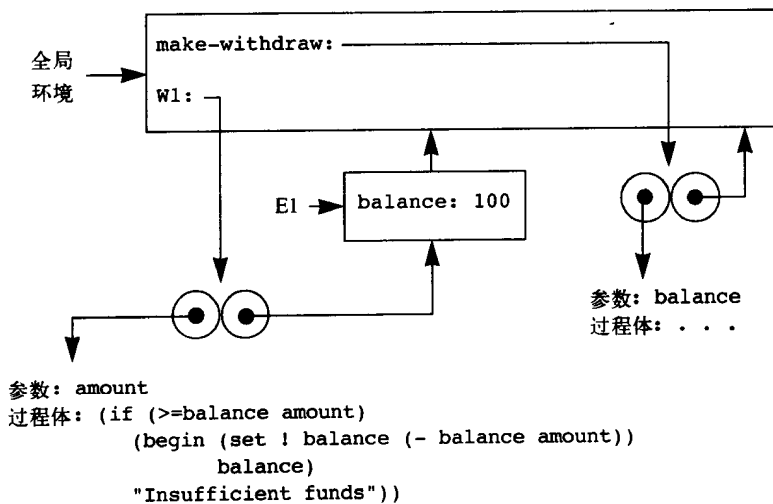 make-withdraw:
全局
环境
W1:
E1
balance: 100
参数: balance
过程体: . . .
参数: amount
过程体: (if (>=balance amount)
(begin (set ! balance (- balance amount))
balance)
"Insufficient funds"))